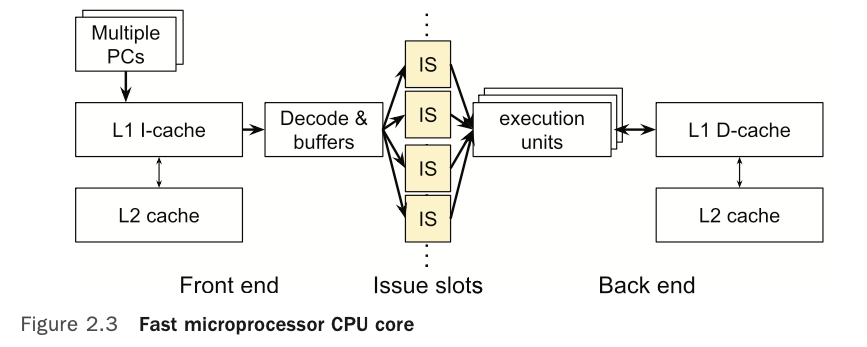 Multiple
PCs
L1 I-cache
L2 cache
Decode &
buffers
IS
IS
IS
IS
execution
units
L1 D-cache
L2 cache
Front end
Issue slots
Back end
Figure 2.3 Fast microprocessor CPU core